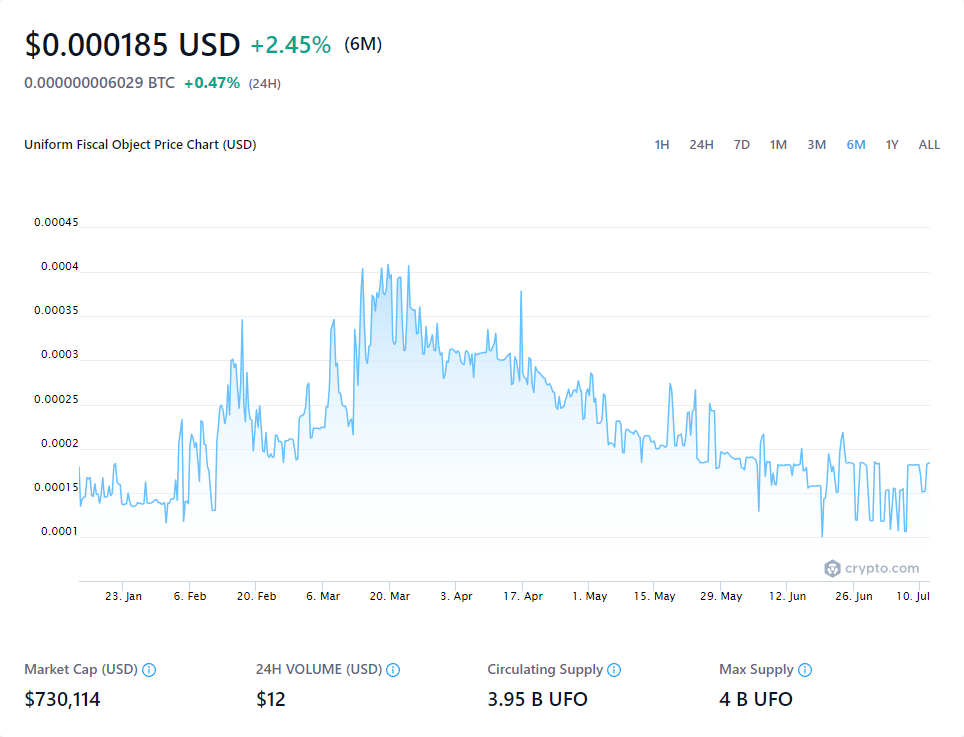 $0.000185 USD +2.45% (6M)
0.000000006029 BTC +0.47% (24H)
Uniform Fiscal Object Price Chart (USD)
1H 24H 7D 1M 3M 6M 1Y ALL
0.00045
0.0004
0.00035
0.0003
0.00025
0.0002
0.00015
0.0001
crypto.com
23. Jan 6. Feb 20. Feb 6. Mar 20. Mar 3. Apr 17. Apr 1. May 15. May 29. May 12. Jun 26. Jun 10. Jul
Market Cap (USD) 24H VOLUME (USD) Circulating Supply Max Supply
$730,114 $12 3.95 B UFO 4 B UFO